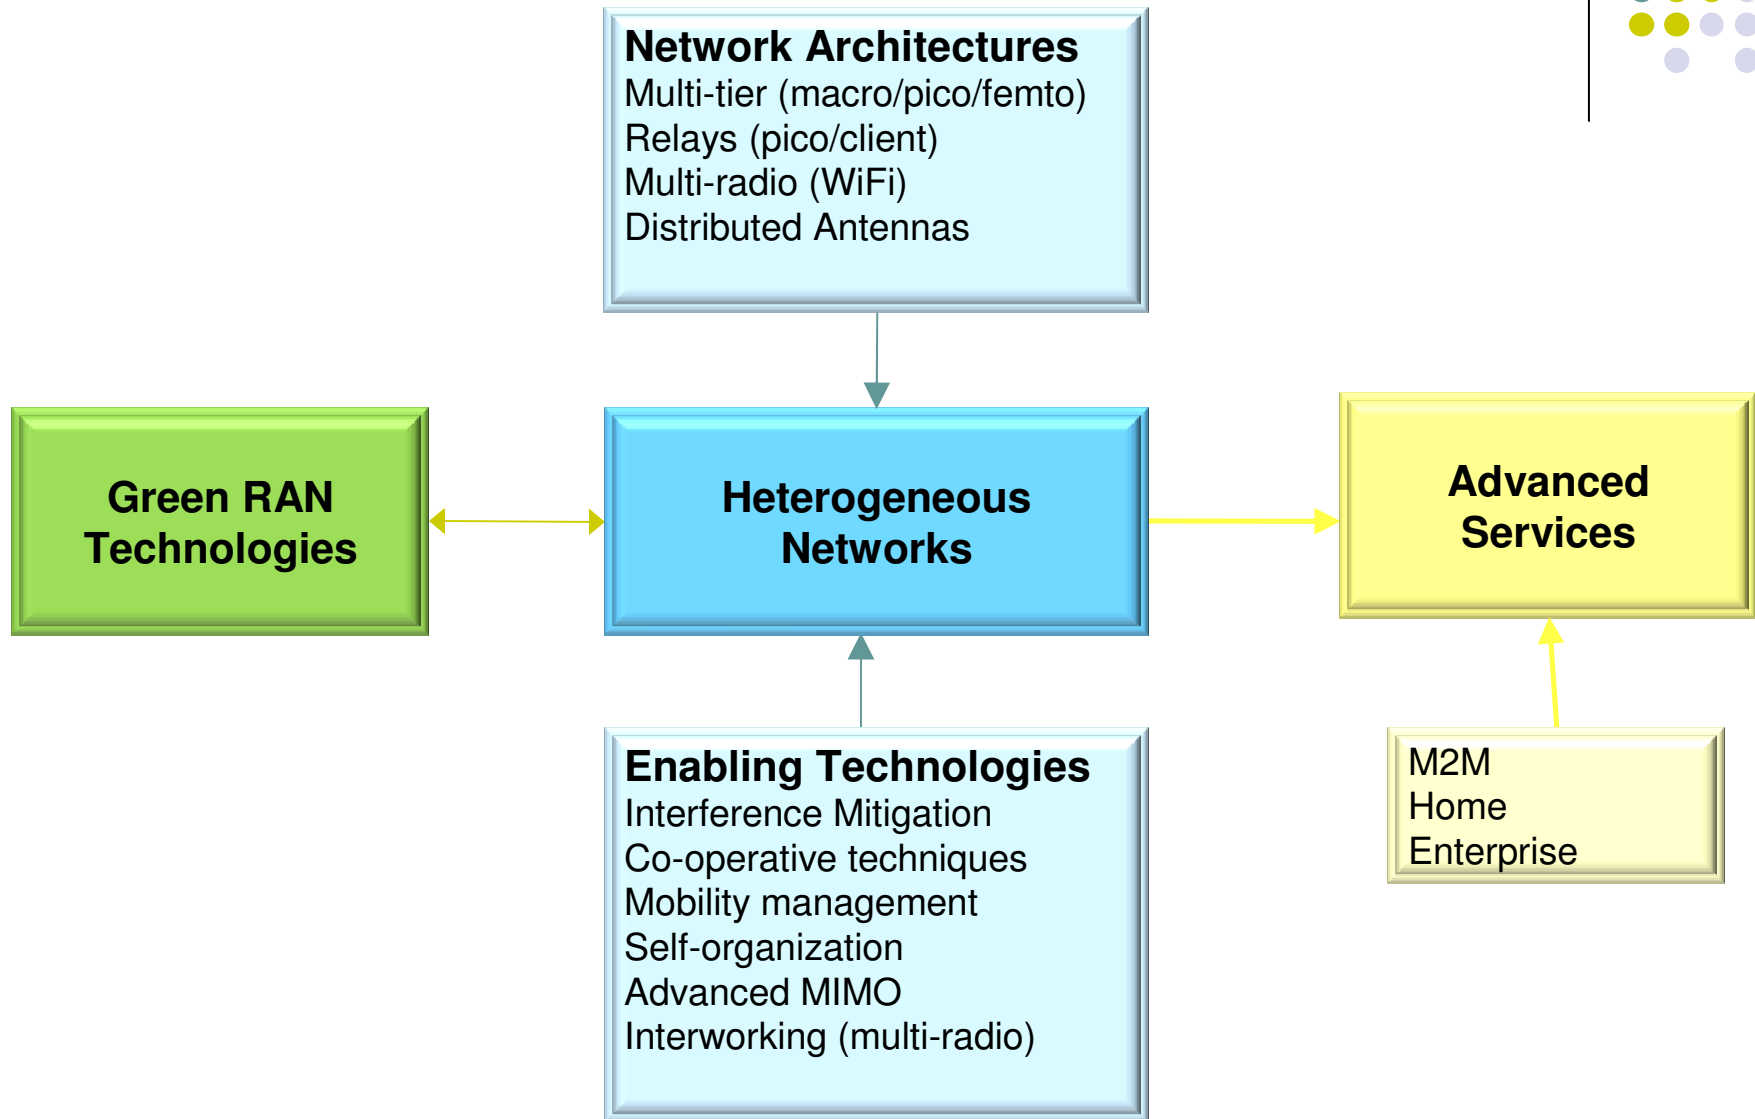 Network Architectures
Multi-tier (macro/pico/femto)
Relays (pico/client)
Multi-radio (WiFi)
Distributed Antennas
Green RAN
Technologies
Heterogeneous
Networks
Advanced
Services
Enabling Technologies
Interference Mitigation
Co-operative techniques
Mobility management
Self-organization
Advanced MIMO
Interworking (multi-radio)
M2M
Home
Enterprise